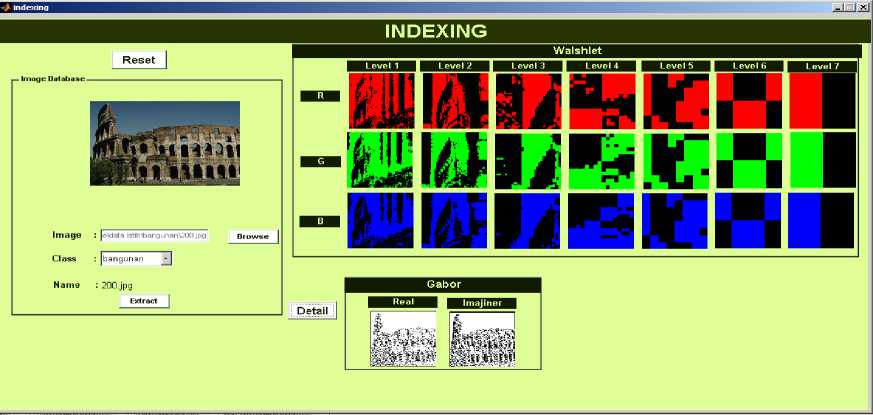 indexing
INDEXING
Reset
Image Database
Image : eldata latih\bangunan\200.jpg
Browse
Class : bangunan
Name : 200.jpg
Extract
Walshlet
Level 1 Level 2 Level 3 Level 4 Level 5 Level 6 Level 7
R
G
B
Detail
Gabor
Real Imajiner